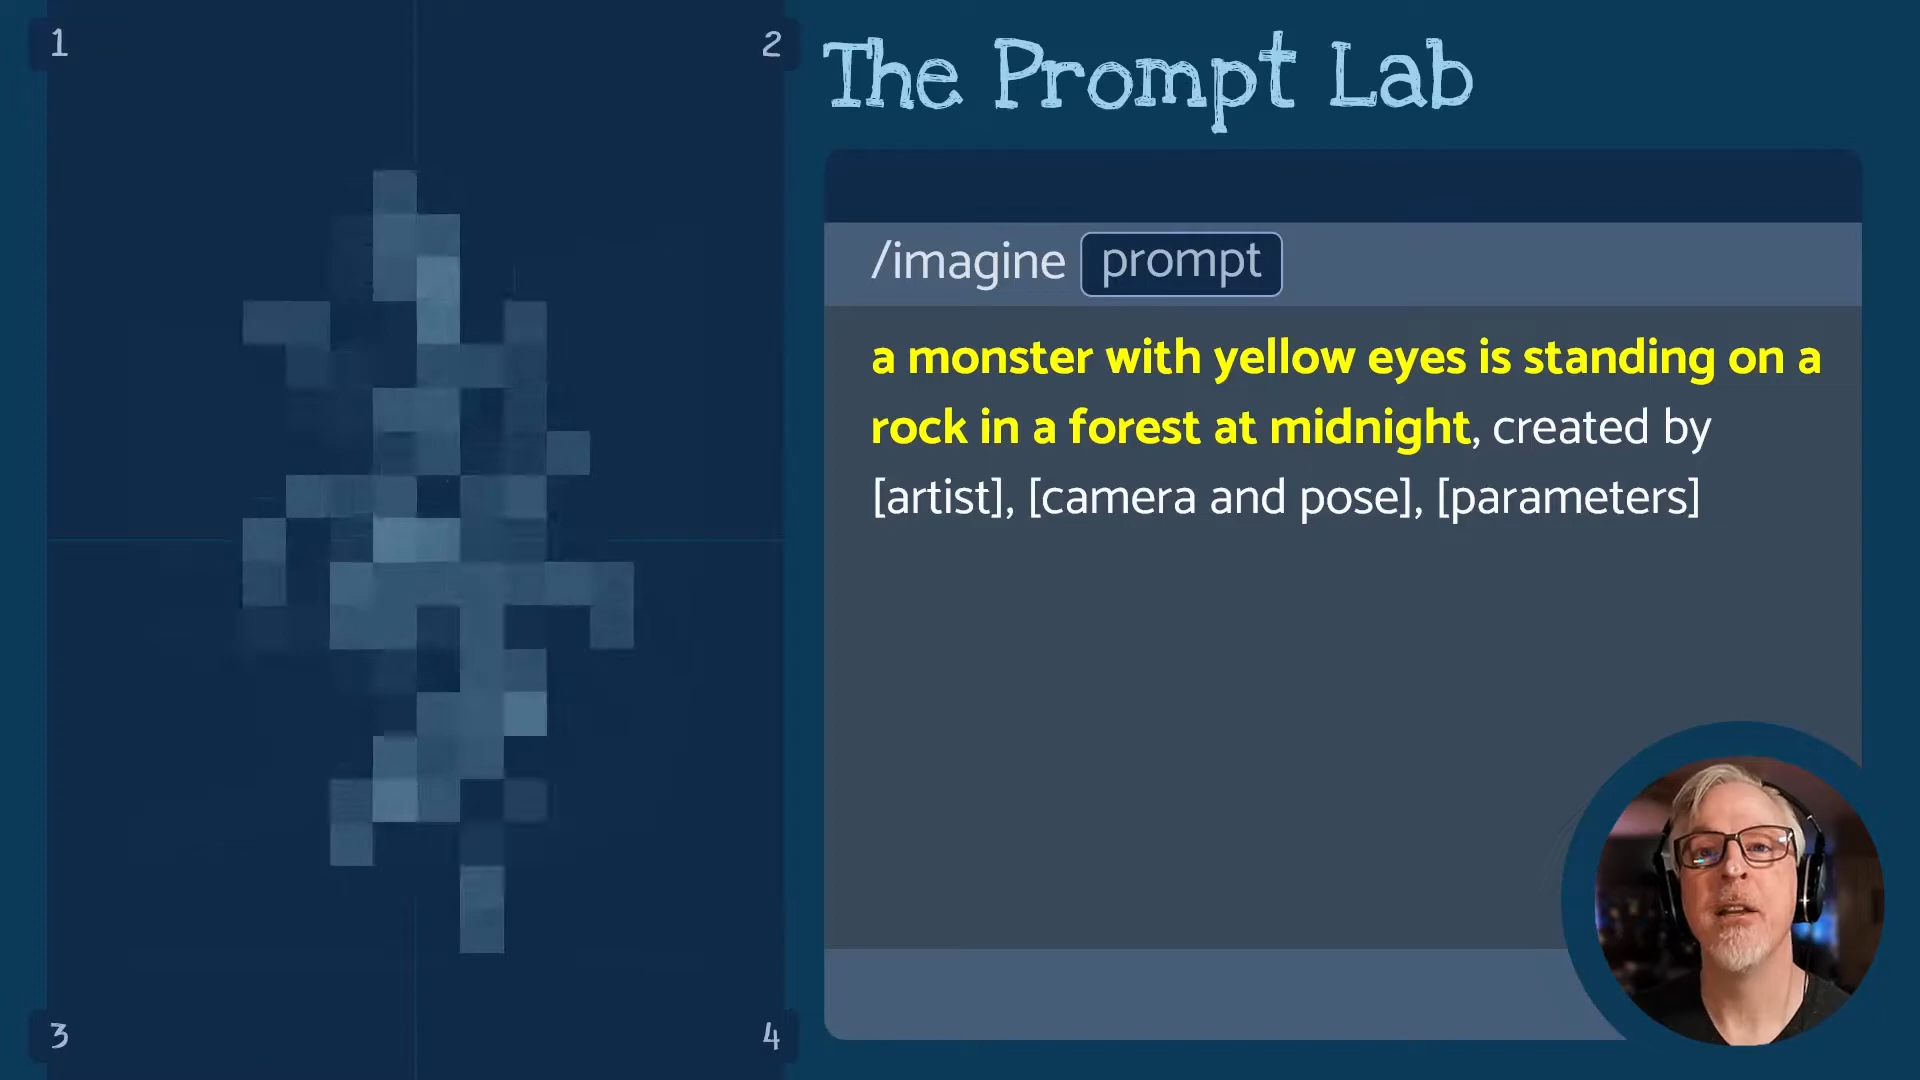 1
2
The Prompt Lab
/imagine prompt
a monster with yellow eyes is standing on a
rock in a forest at midnight, created by
[artist], [camera and pose], [parameters]
3
4